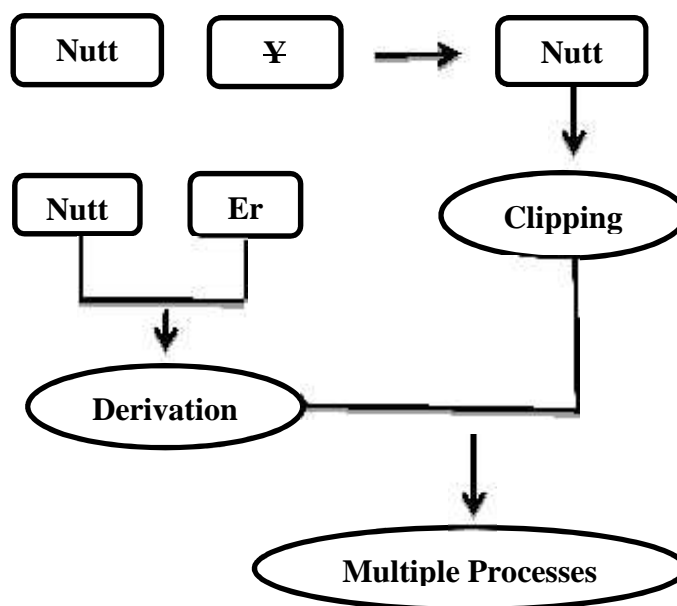 Nutt Y Nutt
Clipping
Nutt Er
Derivation
Multiple Processes